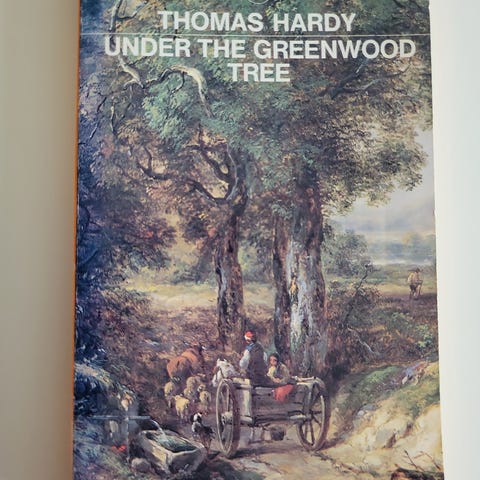 THOMAS HARDY
UNDER THE GREENWOOD
TREE